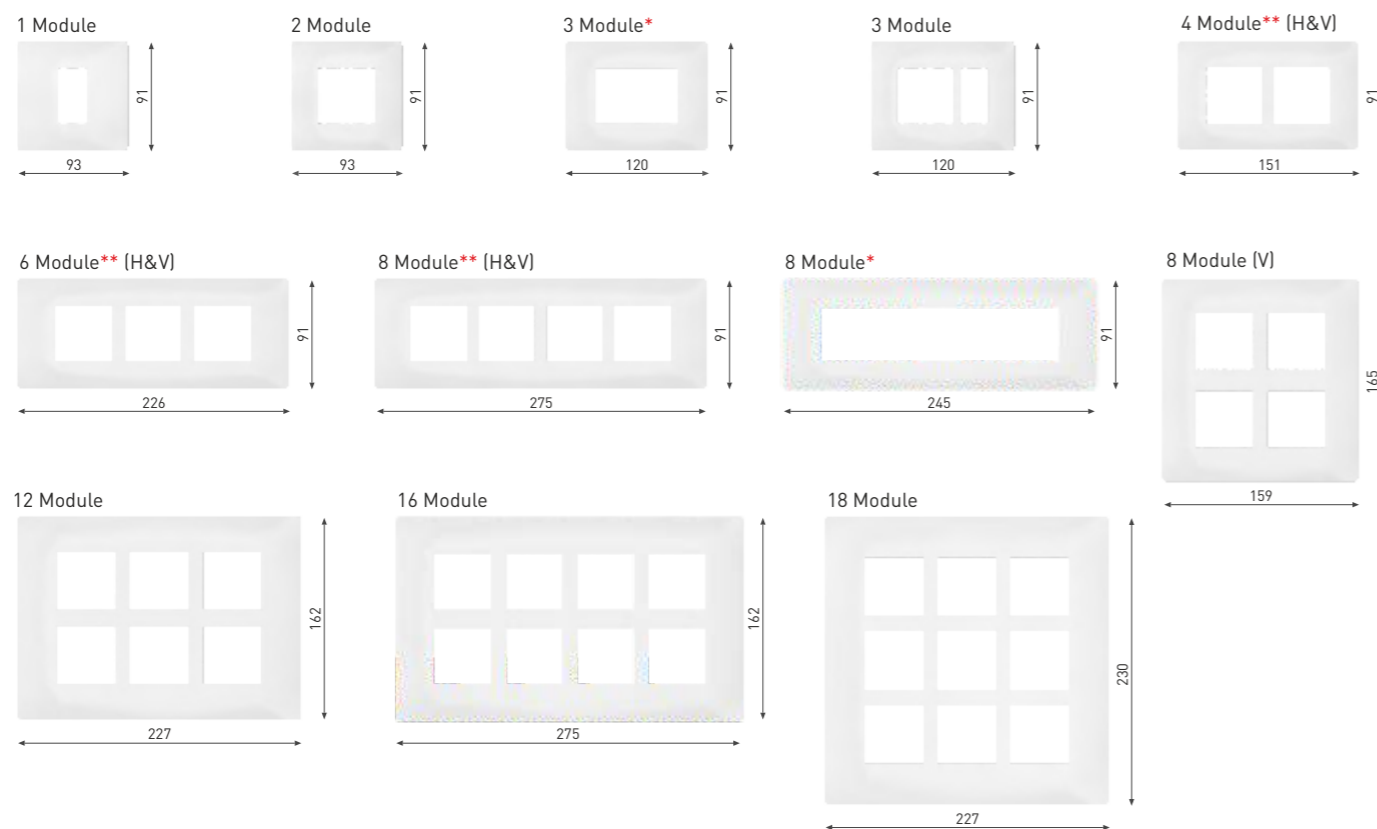 1 Module
91
93
2 Module
91
93
3 Module*
91
120
3 Module
91
120
4 Module** (H&V)
91
151
6 Module** (H&V)
91
226
8 Module** (H&V)
91
275
8 Module*
91
245
8 Module (V)
165
159
12 Module
162
227
16 Module
162
275
18 Module
230
227